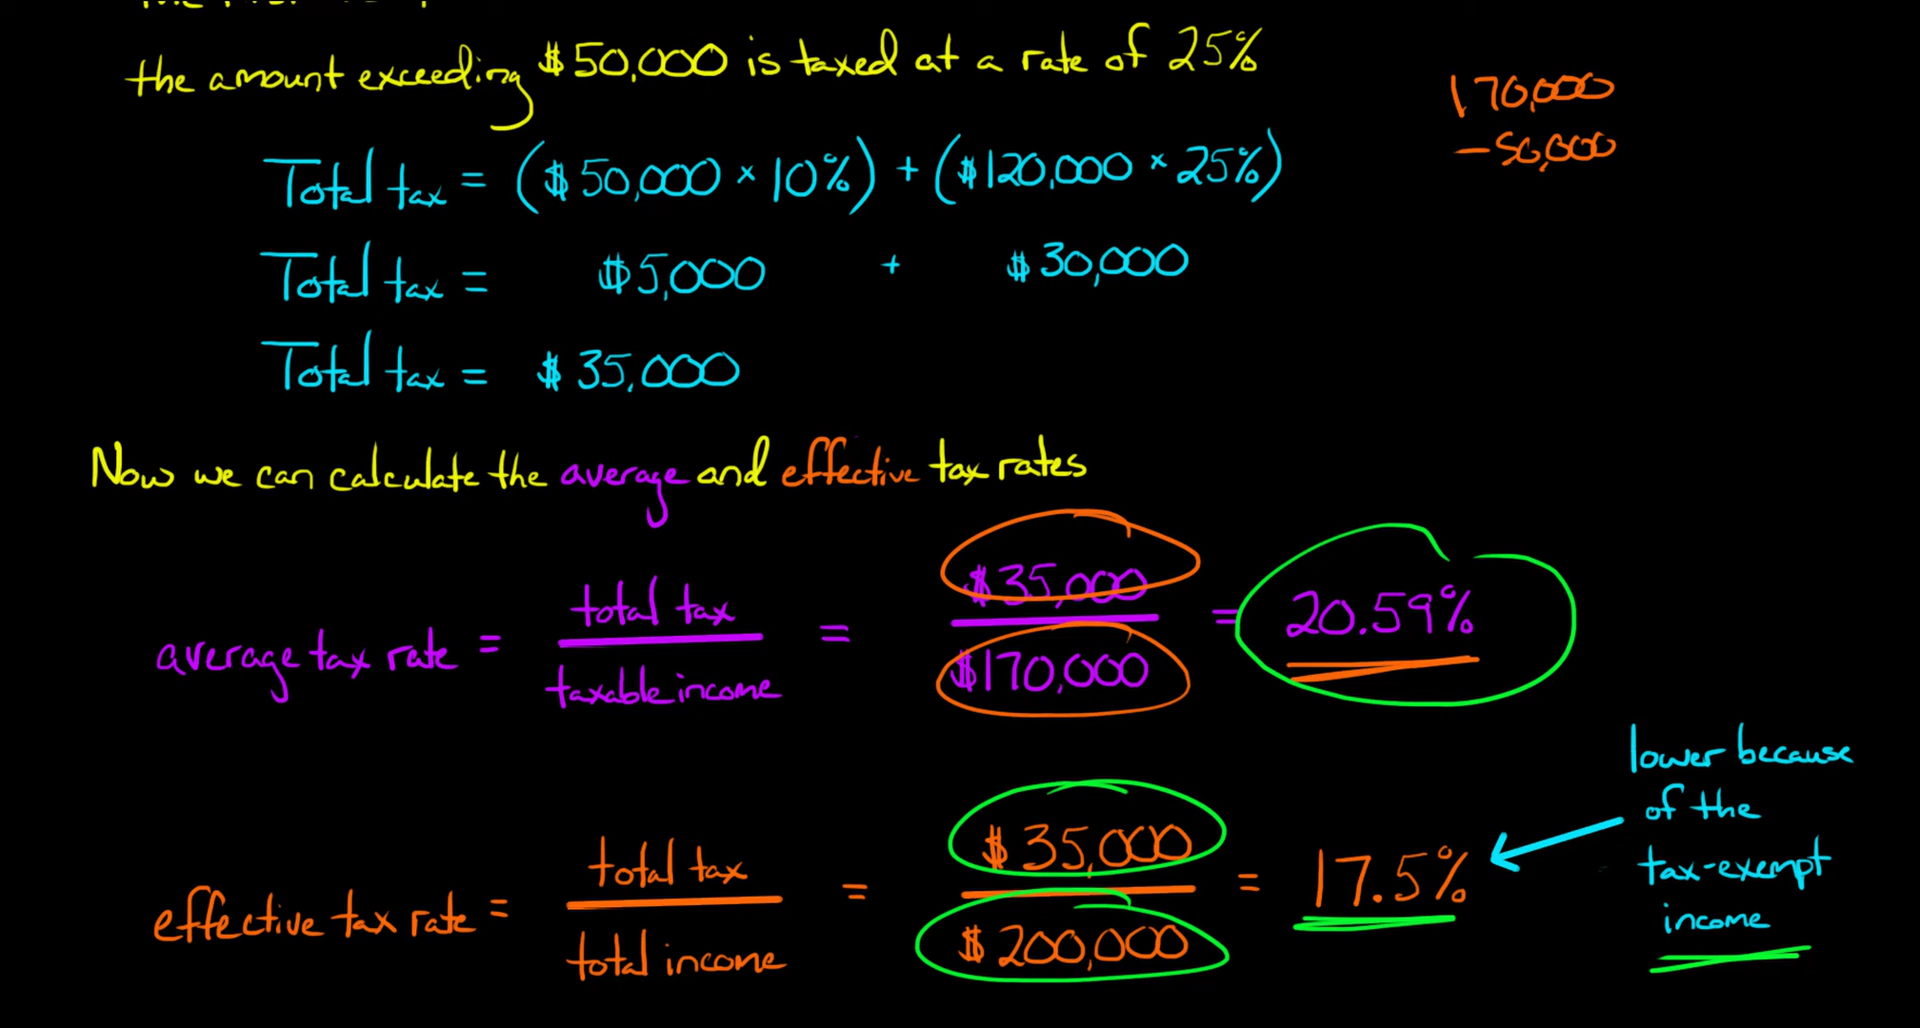 the amount exceeding $50,000 is taxed at a rate of 25%
170,000
- 50,000
Total tax = ($50,000 × 10%) + ($120,000 × 25%)
Total tax = $5,000 + $30,000
Total tax = $35,000
Now we can calculate the average and effective tax rates
average tax rate = total tax / taxable income = $35,000 / $170,000 = 20.59%
effective tax rate = total tax / total income = $35,000 / $200,000 = 17.5%
lower because
of the
tax-exempt
income